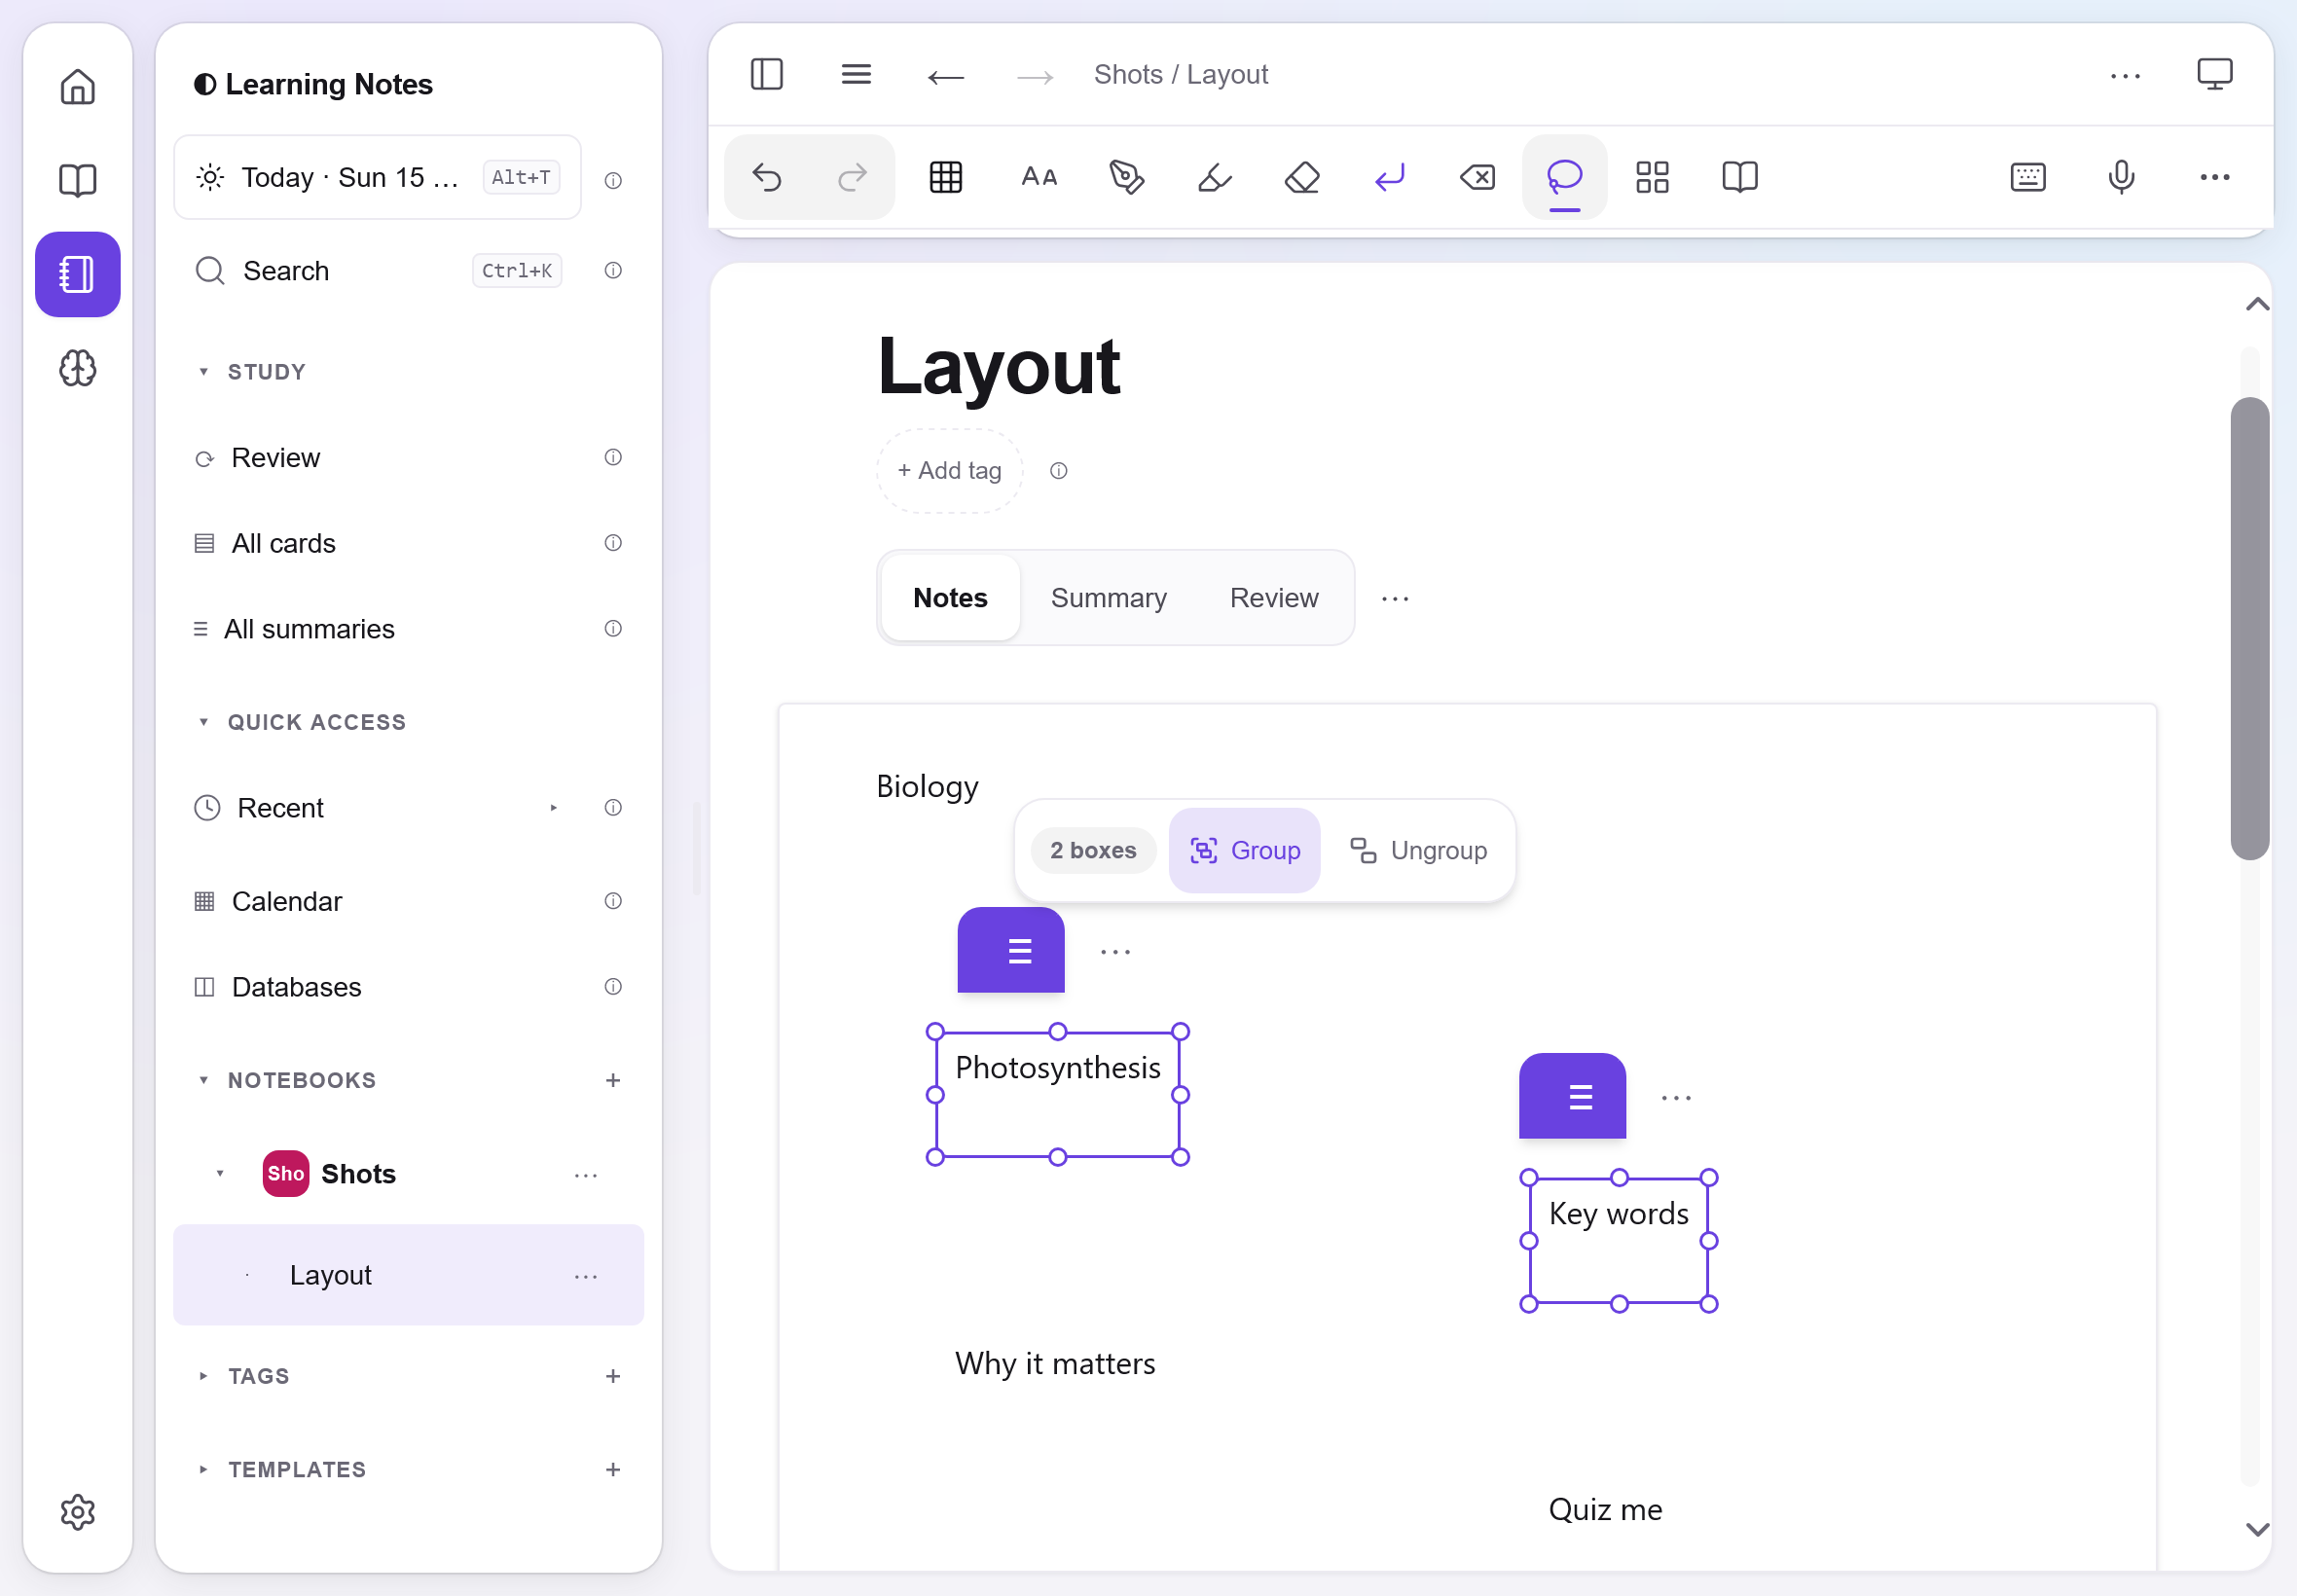 Learning Notes
Today · Sun 15 ... Alt+T
Search Ctrl+K
STUDY
Review
All cards
All summaries
QUICK ACCESS
Recent
Calendar
Databases
NOTEBOOKS +
Sho Shots ...
Layout ...
TAGS +
TEMPLATES +
Shots / Layout ...
Layout
+ Add tag
Notes Summary Review ...
Biology
2 boxes Group Ungroup
Photosynthesis
Key words
Why it matters
Quiz me